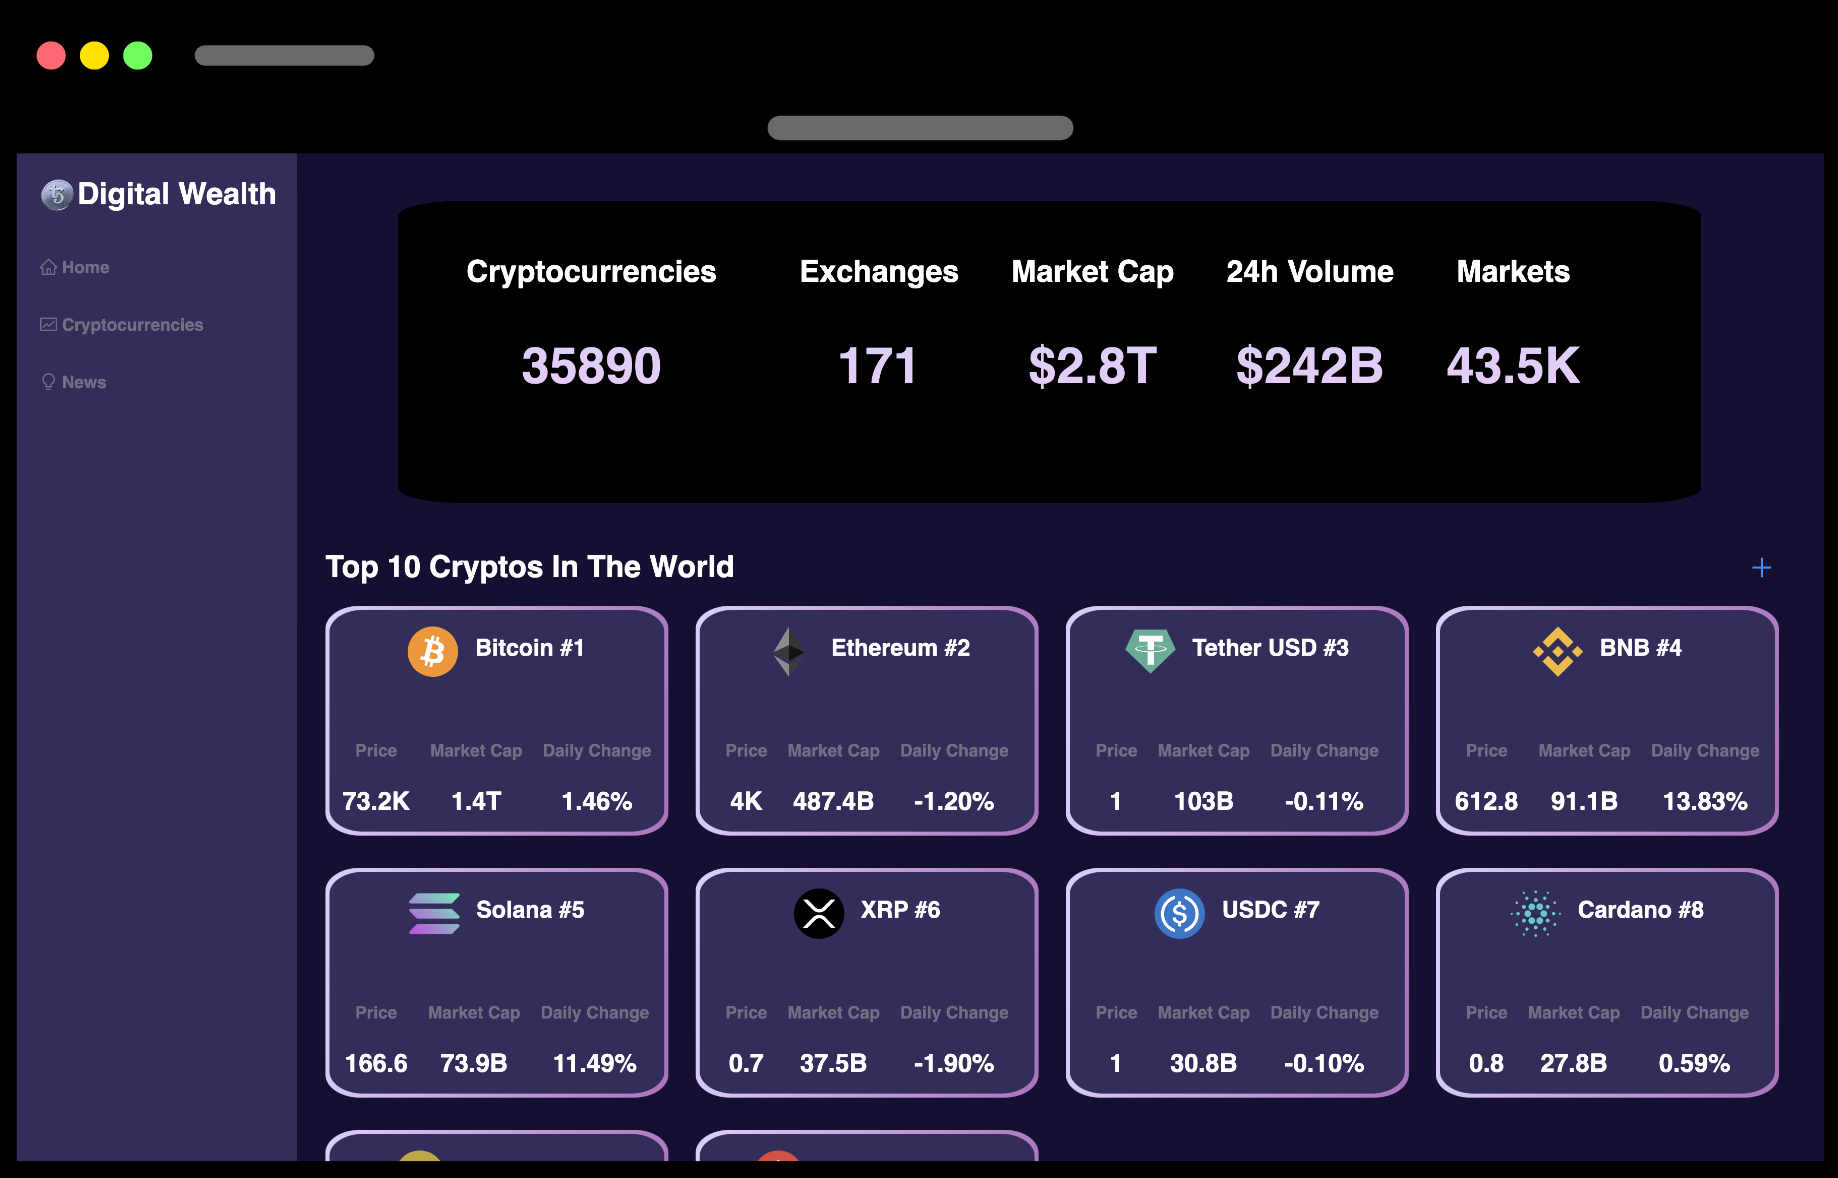 Digital Wealth
Home
Cryptocurrencies
News
Cryptocurrencies Exchanges Market Cap 24h Volume Markets
35890 171 $2.8T $242B 43.5K
Top 10 Cryptos In The World
Bitcoin #1
Price Market Cap Daily Change
73.2K 1.4T 1.46%
Ethereum #2
Price Market Cap Daily Change
4K 487.4B -1.20%
Tether USD #3
Price Market Cap Daily Change
1 103B -0.11%
BNB #4
Price Market Cap Daily Change
612.8 91.1B 13.83%
Solana #5
Price Market Cap Daily Change
166.6 73.9B 11.49%
XRP #6
Price Market Cap Daily Change
0.7 37.5B -1.90%
USDC #7
Price Market Cap Daily Change
1 30.8B -0.10%
Cardano #8
Price Market Cap Daily Change
0.8 27.8B 0.59%